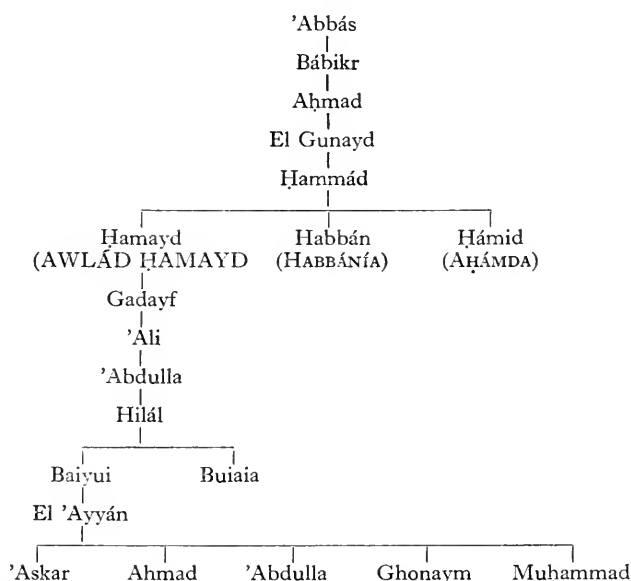 ’Abbás
Bábikr
Aḥmad
El Gunayd
Ḥammád
Ḥamayd Habbán Ḥámid
(AWLÁD ḤAMAYD (HABBÁNÍA) (AḤÁMDA)
Gadayf
’Ali
’Abdulla
Hilál
Baiyui Buiaia
El ’Ayyán
’Askar Ahmad ’Abdulla Ghonaym Muhammad